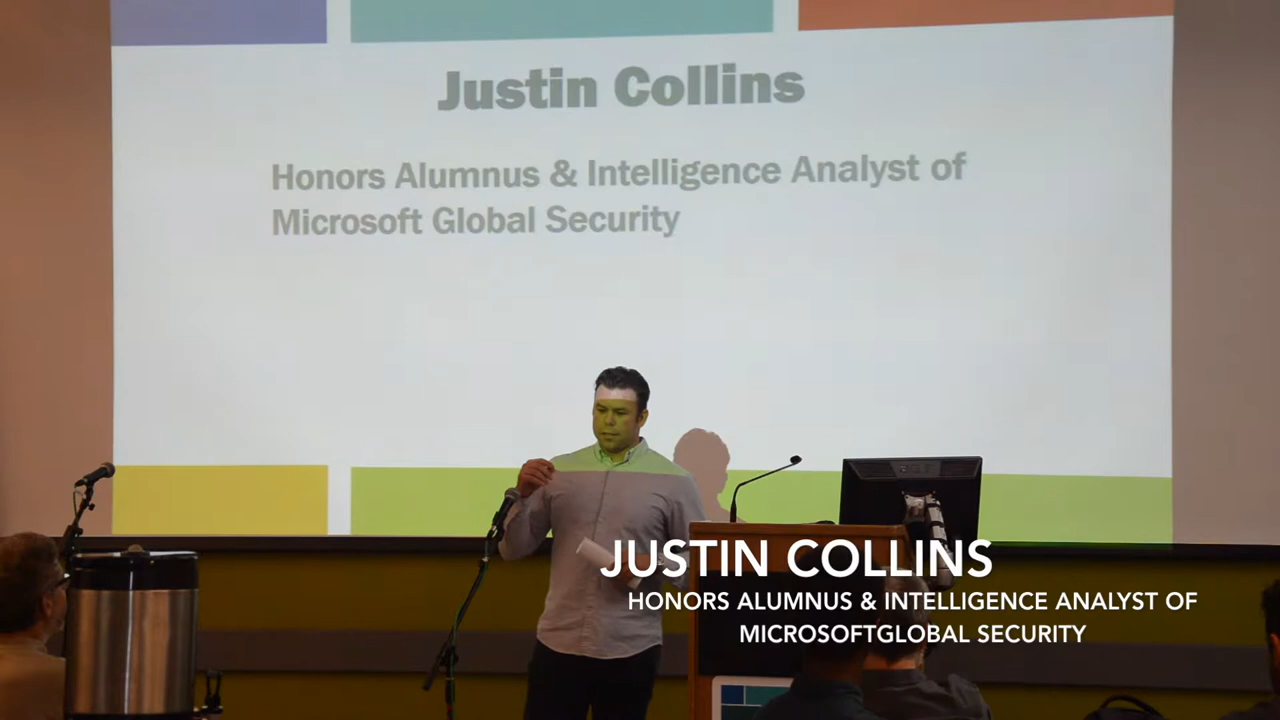 Justin Collins
Honors Alumnus & Intelligence Analyst of
Microsoft Global Security
JUSTIN COLLINS
HONORS ALUMNUS & INTELLIGENCE ANALYST OF
MICROSOFTGLOBAL SECURITY